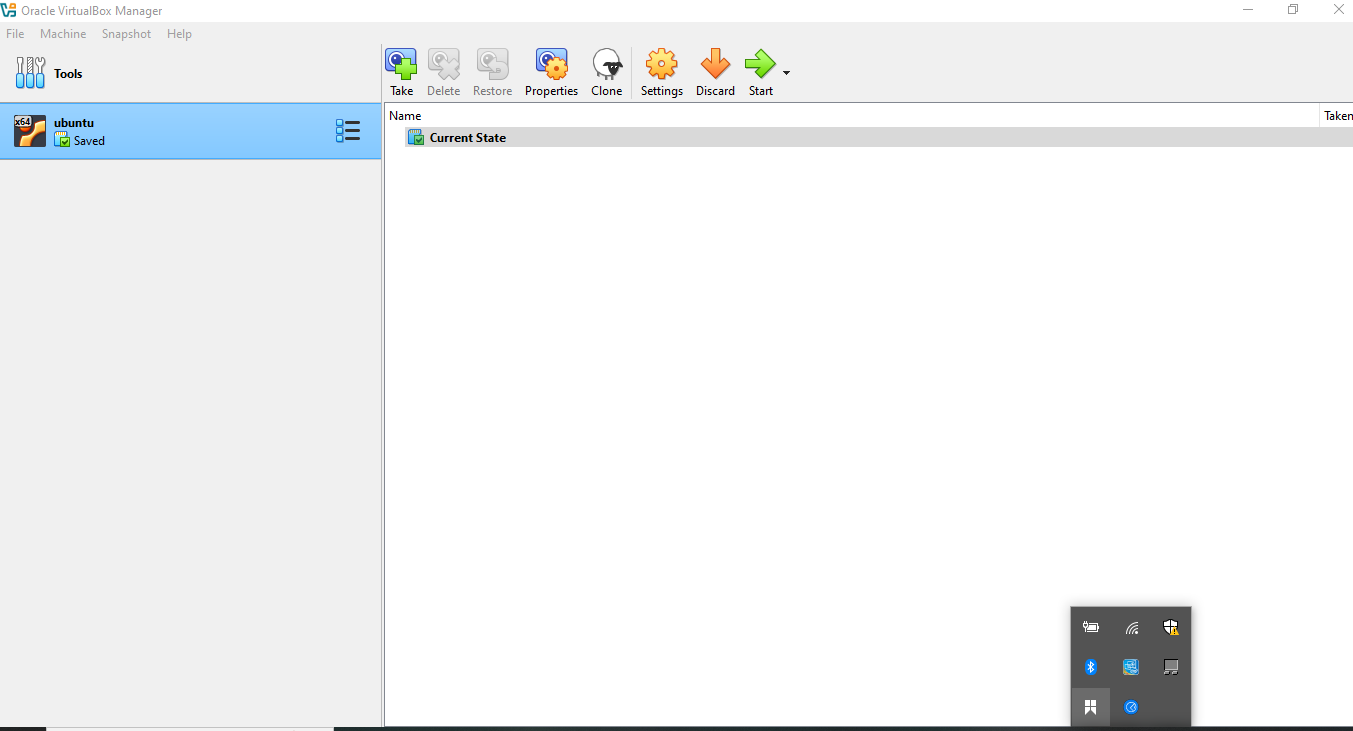 Oracle VirtualBox Manager
File Machine Snapshot Help
Tools
Take Delete Restore Properties Clone Settings Discard Start
x64
ubuntu
Saved
Name Taken
Current State